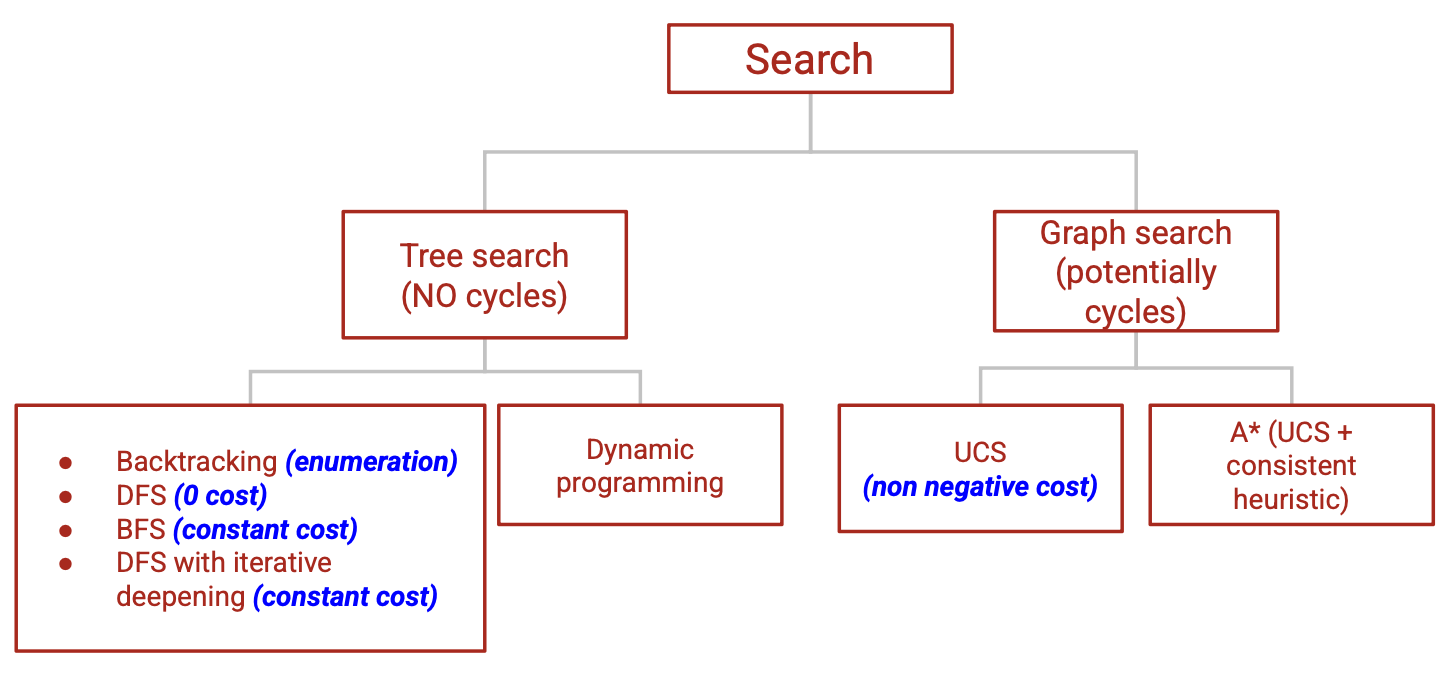 Search
Tree search
(NO cycles)
Graph search
(potentially
cycles)
● Backtracking (enumeration)
● DFS (0 cost)
● BFS (constant cost)
● DFS with iterative
deepening (constant cost)
Dynamic
programming
UCS
(non negative cost)
A* (UCS +
consistent
heuristic)